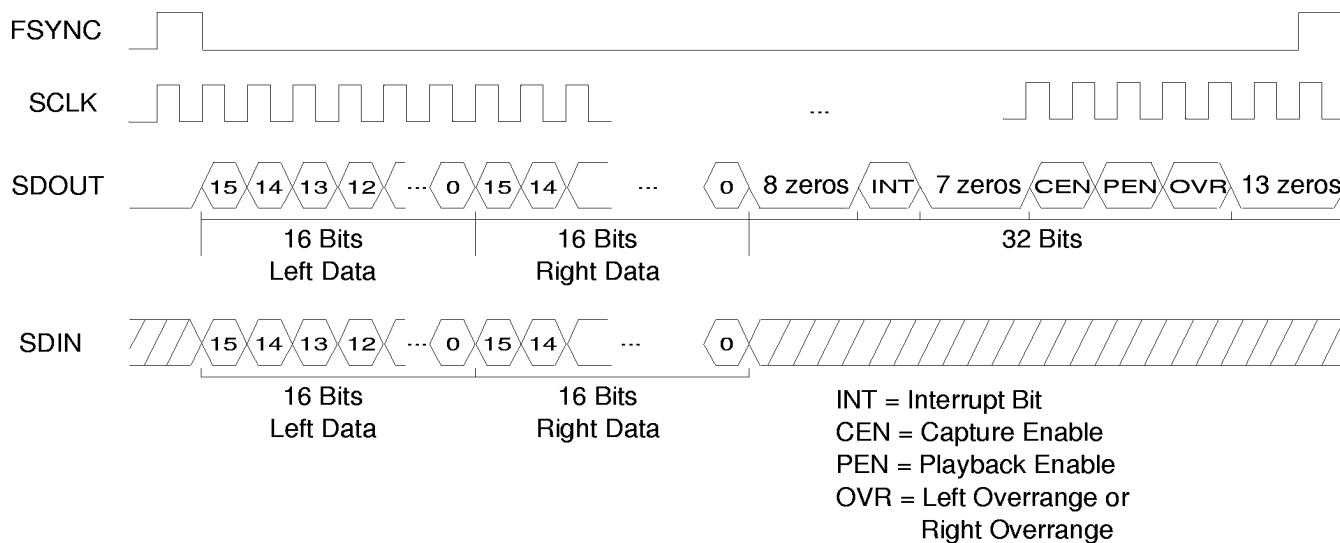 FSYNC
SCLK
...
SDOUT 15 14 13 12 ... 0 15 14 ... 0 8 zeros INT 7 zeros CEN PEN OVR 13 zeros
16 Bits 16 Bits 32 Bits
Left Data Right Data
SDIN 15 14 13 12 ... 0 15 14 ... 0
16 Bits 16 Bits
Left Data Right Data
INT = Interrupt Bit
CEN = Capture Enable
PEN = Playback Enable
OVR = Left Overrange or
Right Overrange